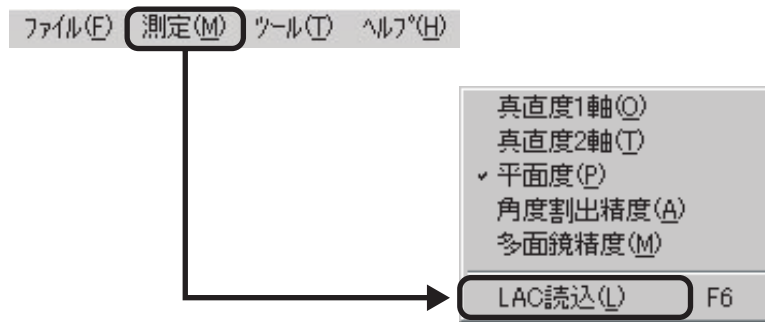 ﾌｧｲﾙ(F) 測定(M) ﾂｰﾙ(T) ﾍﾙﾌﾟ(H)
真直度1軸(O)
真直度2軸(T)
平面度(P)
角度割出精度(A)
多面鏡精度(M)
LAC読込(L) F6